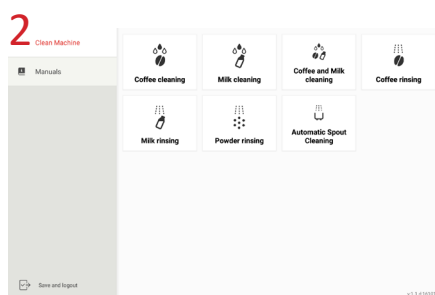 2
Clean Machine
Manuals
Coffee cleaning
Milk cleaning
Coffee and Milk
cleaning
Coffee rinsing
Milk rinsing
Powder rinsing
Automatic Spout
Cleaning
Save and logout